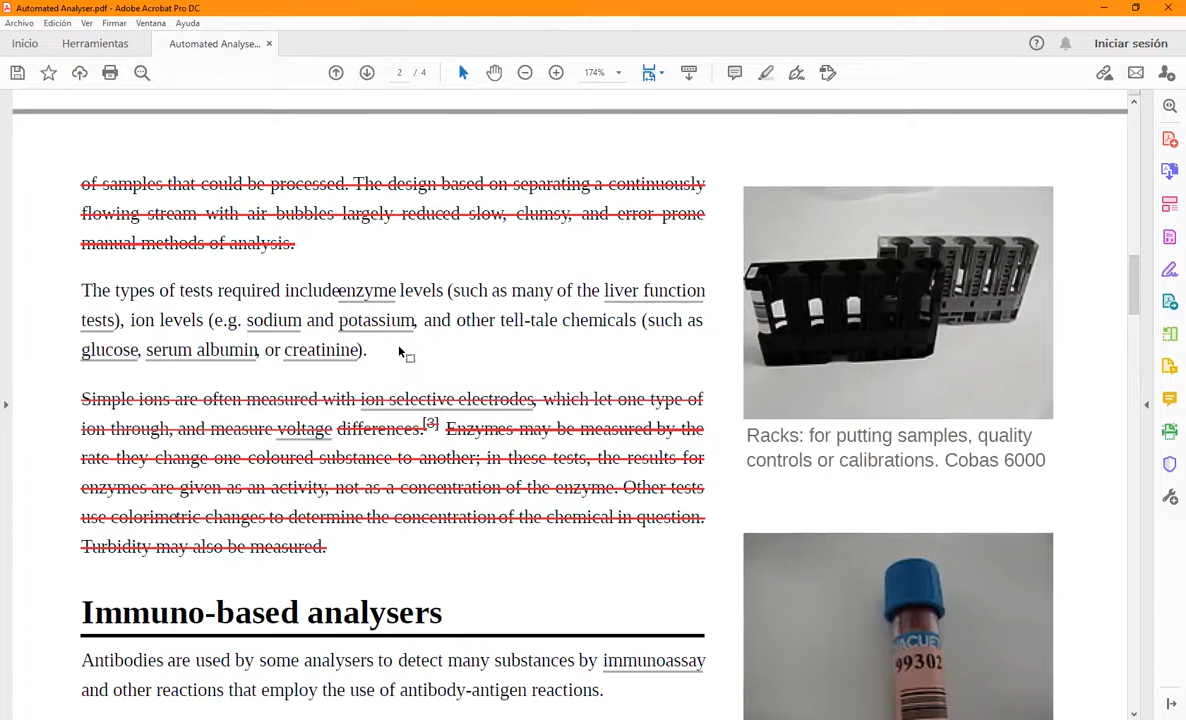 Automated Analyser.pdf - Adobe Acrobat Pro DC
Archivo Edición Ver Firmar Ventana Ayuda
Inicio Herramientas Automated Analyse... × Iniciar sesión
2 / 4 174%
of samples that could be processed. The design based on separating a continuously
flowing stream with air bubbles largely reduced slow, clumsy, and error prone
manual methods of analysis.
The types of tests required include enzyme levels (such as many of the liver function
tests), ion levels (e.g. sodium and potassium, and other tell-tale chemicals (such as
glucose, serum albumin, or creatinine).
Simple ions are often measured with ion selective electrodes, which let one type of
ion through, and measure voltage differences.[3] Enzymes may be measured by the
rate they change one coloured substance to another; in these tests, the results for
enzymes are given as an activity, not as a concentration of the enzyme. Other tests
use colorimetric changes to determine the concentration of the chemical in question.
Turbidity may also be measured.
Racks: for putting samples, quality
controls or calibrations. Cobas 6000
Immuno-based analysers
Antibodies are used by some analysers to detect many substances by immunoassay
and other reactions that employ the use of antibody-antigen reactions.
VACUET
99302